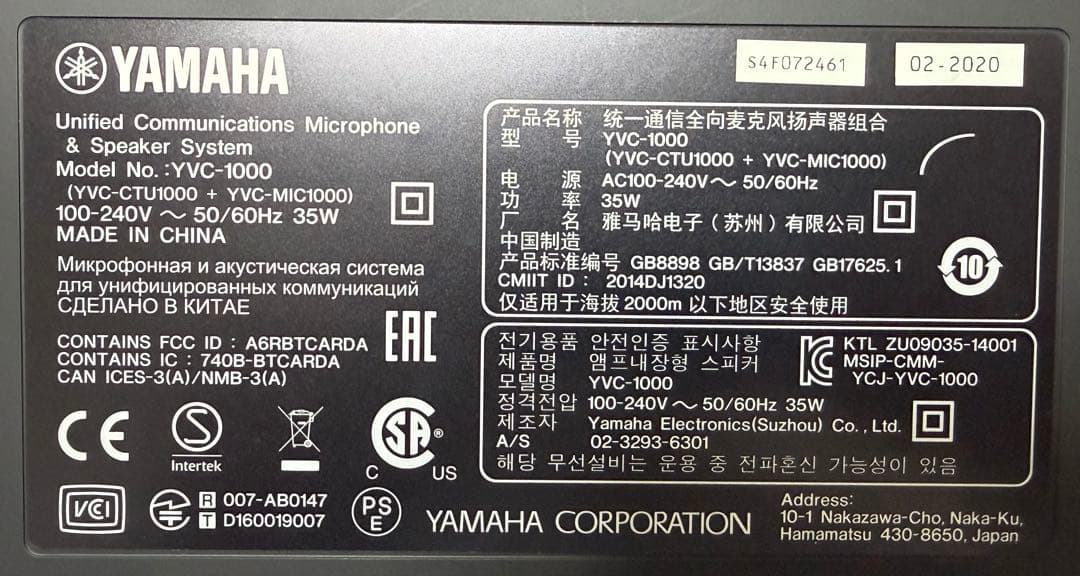 YAMAHA
S4F072461
02-2020
Unified Communications Microphone
& Speaker System
Model No.:YVC-1000
(YVC-CTU1000 + YVC-MIC1000)
100-240V ～ 50/60Hz 35W
MADE IN CHINA
Микрофонная и акустическая система
для унифицированных коммуникаций
СДЕЛАНО В КИТАЕ
CONTAINS FCC ID : A6RBTCARDA
CONTAINS IC : 740B-BTCARDA
CAN ICES-3(A)/NMB-3(A)
EAC
CE
S
Intertek
SA®
C US
VCI
R 007-AB0147
T D160019007
PS
E
产品名称 统一通信全向麦克风扬声器组合
型 号 YVC-1000
(YVC-CTU1000 + YVC-MIC1000)
电 源 AC100-240V～ 50/60Hz
功 率 35W
厂 名 雅马哈电子（苏州）有限公司
中国制造
产品标准编号 GB8898 GB/T13837 GB17625.1
CMIIT ID : 2014DJ1320
仅适用于海拔 2000m 以下地区安全使用
10
전기용품 안전인증 표시사항
제품명 앰프내장형 스피커
모델명 YVC-1000
정격전압 100-240V ～ 50/60Hz 35W
제조자 Yamaha Electronics(Suzhou) Co.,Ltd.
A/S 02-3293-6301
해당 무선설비는 운용 중 전파혼신 가능성이 있음
KTL ZU09035-14001
MSIP-CMM-
YCJ-YVC-1000
YAMAHA CORPORATION
Address:
10-1 Nakazawa-Cho, Naka-Ku,
Hamamatsu 430-8650, Japan